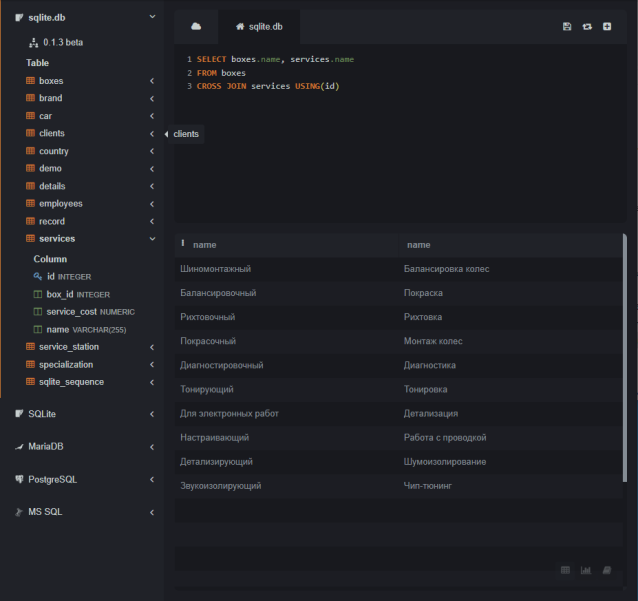 sqlite.db
0.1.3 beta
Table
boxes
brand
car
clients
country
demo
details
employees
record
services
Column
id INTEGER
box_id INTEGER
service_cost NUMERIC
name VARCHAR(255)
service_station
specialization
sqlite_sequence
SQLite
MariaDB
PostgreSQL
MS SQL
sqlite.db
1 SELECT boxes.name, services.name
2 FROM boxes
3 CROSS JOIN services USING(id)
clients
name name
Шиномонтажный Балансировка колес
Балансировочный Покраска
Рихтовочный Рихтовка
Покрасочный Монтаж колес
Диагностировочный Диагностика
Тонирующий Тонировка
Для электронных работ Детализация
Настраивающий Работа с проводкой
Детализирующий Шумоизолирование
Звукоизолирующий Чип-тюнинг